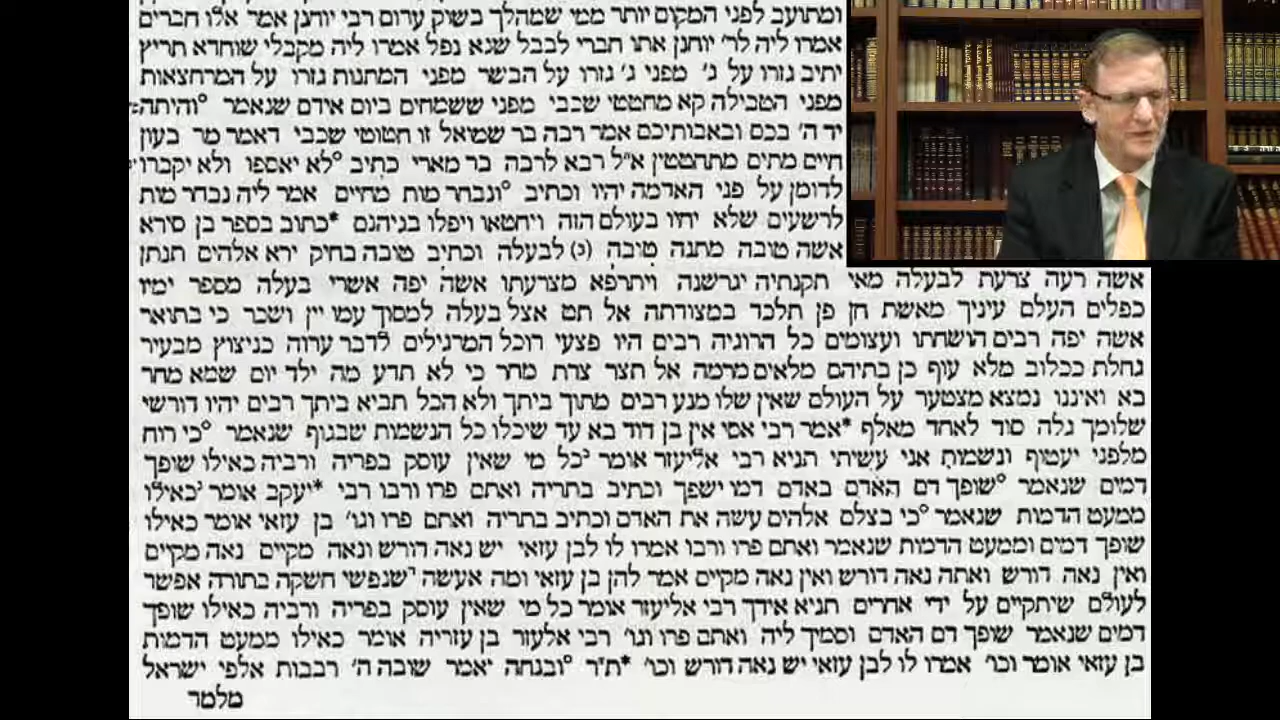 ומתועב לפני המקום יותר ממי שמהלך בשוק ערום רבי יוחנן אמר אלו חברים
אמרו ליה לר׳ יוחנן אתו חברי לבבל שגא נפל אמרו ליה מקבלי שוחדא תריץ
יתיב גזרו על ג׳ מפני ג׳ גזרו על הבשר מפני המתנות גזרו על המרחצאות
מפני הטבילה קא מחטטי שכבי מפני ששמחים ביום אידם שנאמר °והיתה
יד ה׳ בכם ובאבותיכם אמר רבה בר שמואל זו חטוטי שכבי דאמר מר בעון
חיים מתים מתחטטין א״ל רבא לרבה בר מארי כתיב °לא יאספו ולא יקברו
לדומן על פני האדמה יהיו וכתיב °ונבחר מות מחיים אמר ליה נבחר מות
לרשעים שלא יחיו בעולם הזה ויחטאו ויפלו בגיהנם *כתוב בספר בן סירא
אשה טובה מתנה טובה (כ) לבעלה וכתיב טובה בחיק ירא אלהים תנתן
אשה רעה צרעת לבעלה מאי תקנתיה יגרשנה ויתרפא מצרעתו אשה יפה אשרי בעלה מספר ימיו
כפלים העלם עיניך מאשת חן פן תלכד במצודתה אל תט אצל בעלה למסוך עמו יין ושכר כי בתואר
אשה יפה רבים הושחתו ועצומים כל הרוגיה רבים היו פצעי רוכל המרגילים לדבר ערוה כניצוץ מבעיר
גחלת ככלוב מלא עוף כן בתיהם מלאים מרמה אל תצר צרת מחר כי לא תדע מה ילד יום שמא מחר
בא ואיננו נמצא מצטער על העולם שאין שלו מנע רבים מתוך ביתך ולא הכל תביא ביתך רבים יהיו דורשי
שלומך גלה סוד לאחד מאלף *אמר רבי אסי אין בן דוד בא עד שיכלו כל הנשמות שבגוף שנאמר °כי רוח
מלפני יעטוף ונשמות אני עשיתי תניא רבי אליעזר אומר כל מי שאין עוסק בפריה ורביה כאילו שופך
דמים שנאמר °שופך דם האדם באדם דמו ישפך וכתיב בתריה ואתם פרו ורבו רבי *יעקב אומר כאילו
ממעט הדמות שנאמר °כי בצלם אלהים עשה את האדם וכתיב בתריה ואתם פרו וגו׳ בן עזאי אומר כאילו
שופך דמים וממעט הדמות שנאמר ואתם פרו ורבו אמרו לו לבן עזאי יש נאה דורש ונאה מקיים נאה מקיים
ואין נאה דורש ואתה נאה דורש ואין נאה מקיים אמר להן בן עזאי ומה אעשה שנפשי חשקה בתורה אפשר
לעולם שיתקיים על ידי אחרים תניא אידך רבי אליעזר אומר כל מי שאין עוסק בפריה ורביה כאילו שופך
דמים שנאמר שופך דם האדם וסמיך ליה ואתם פרו וגו׳ רבי אלעזר בן עזריה אומר כאילו ממעט הדמות
בן עזאי אומר וכו׳ אמרו לו לבן עזאי יש נאה דורש וכו׳ *ת״ר °ובנחה יאמר שובה ה׳ רבבות אלפי ישראל
מלמד